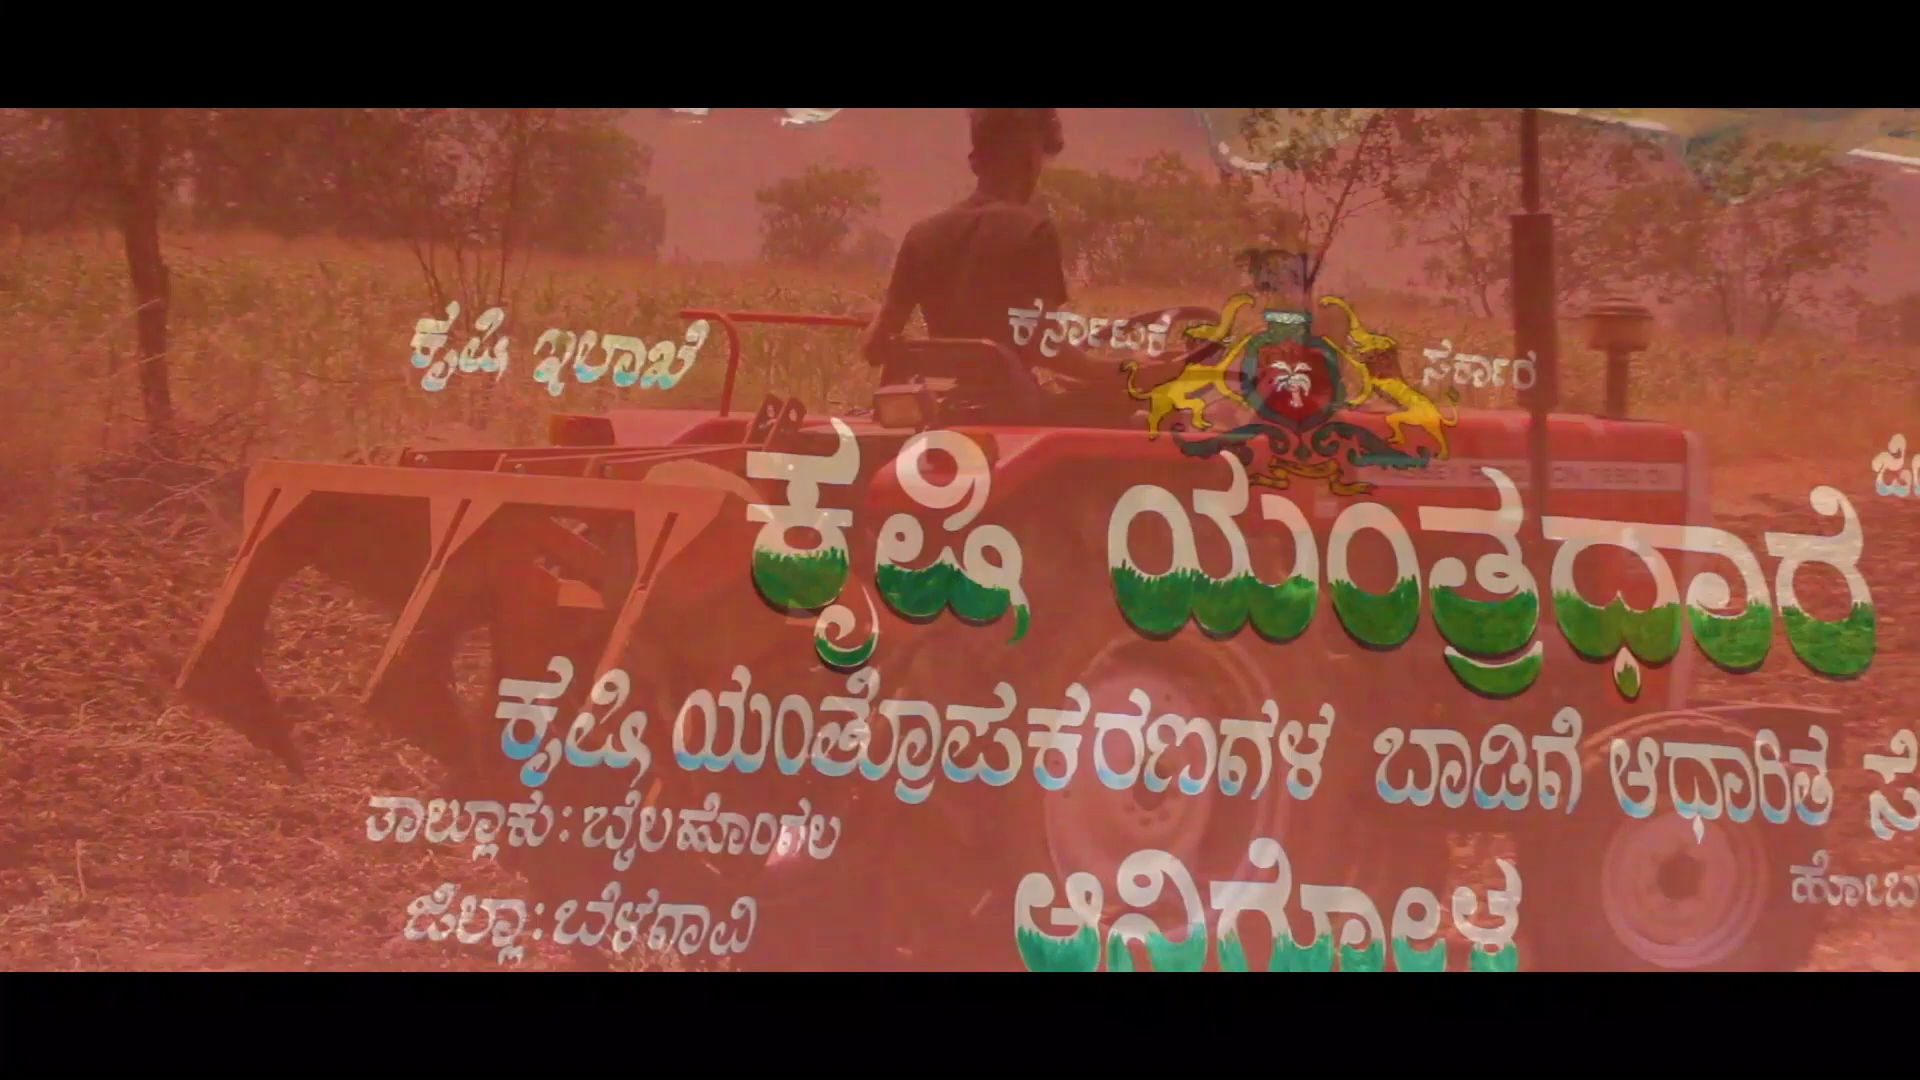 ಕೃಷಿ ಇಲಾಖೆ
ಕರ್ನಾಟಕ ಸರ್ಕಾರ
ಕೃಷಿ ಯಂತ್ರಧಾರೆ
ಕೃಷಿ ಯಂತ್ರೋಪಕರಣಗಳ ಬಾಡಿಗೆ ಆಧಾರಿತ
ತಾಲ್ಲೂಕು: ಬೈಲಹೊಂಗಲ
ಜಿಲ್ಲಾ: ಬೆಳಗಾವಿ
ಆನಿಗೋಳ